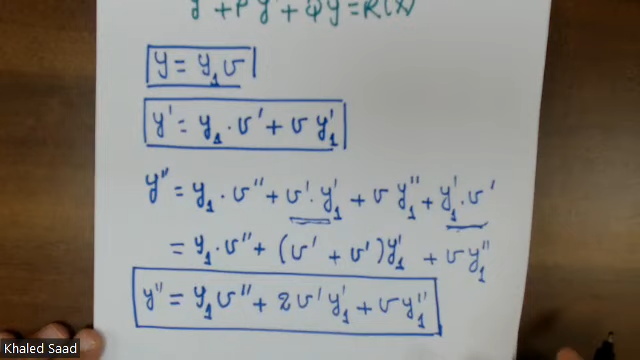 y'' + P y' + Q y = R(x)
y = y₁ v
y' = y₁ · v' + v y₁'
y'' = y₁ · v'' + v' · y₁' + v y₁'' + y₁' · v'
= y₁ · v'' + (v' + v') y₁' + v y₁''
y'' = y₁ v'' + 2 v' y₁' + v y₁''
Khaled Saad